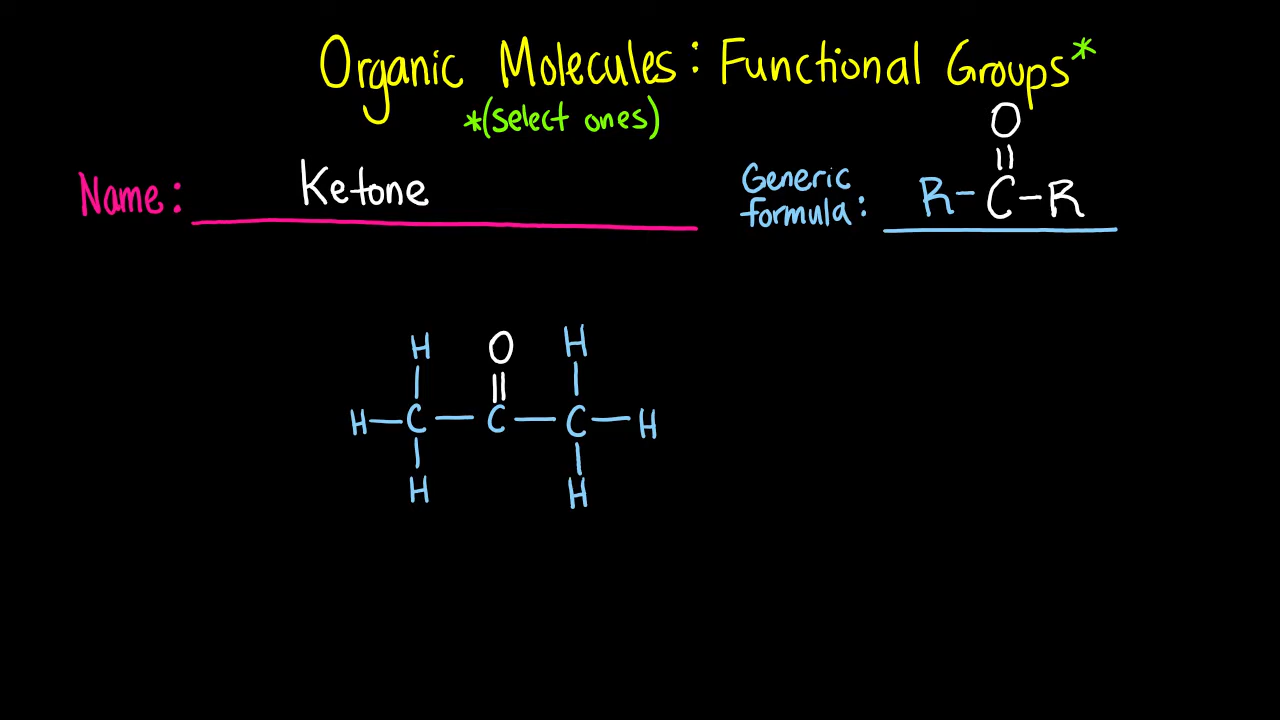 Organic Molecules: Functional Groups*
*(select ones)
O
||
Name: Ketone
Generic formula: R-C-R
H O H
||
H-C-C-C-H
H H